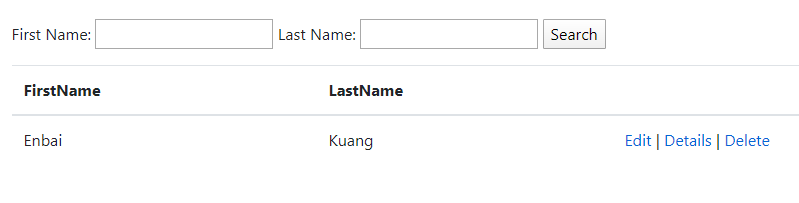 First Name: Last Name: Search
FirstName LastName
Enbai Kuang Edit | Details | Delete